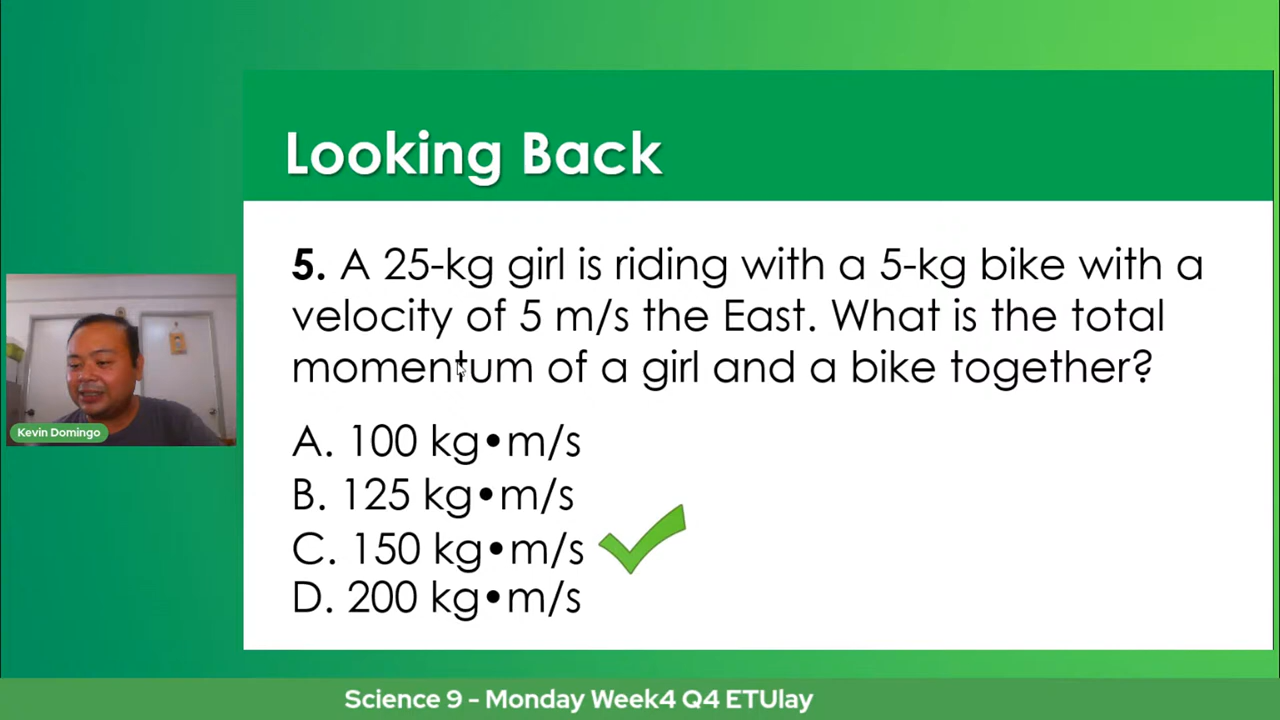 Looking Back
5. A 25-kg girl is riding with a 5-kg bike with a
velocity of 5 m/s the East. What is the total
momentum of a girl and a bike together?
A. 100 kg•m/s
B. 125 kg•m/s
C. 150 kg•m/s
D. 200 kg•m/s
Kevin Domingo
Science 9 - Monday Week4 Q4 ETUlay